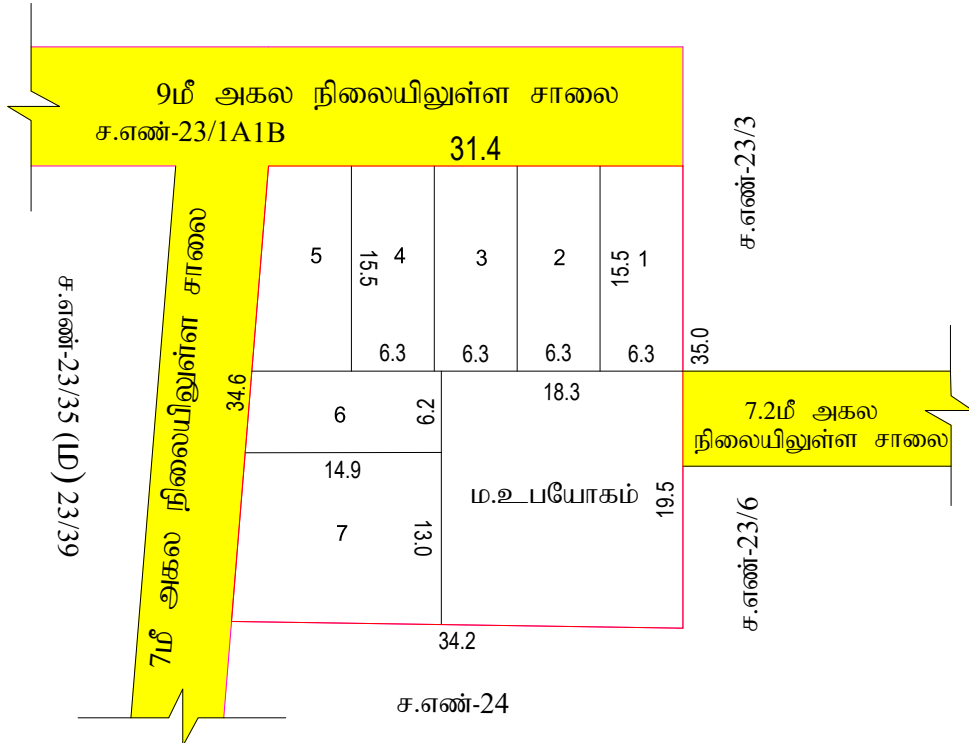 9மீ அகல நிலையிலுள்ள சாலை
ச.எண்-23/1A1B
31.4
ச.எண்-23/3
5
15.5
4
3
2
15.5
1
6.3
6.3
6.3
6.3
35.0
7மீ அகல நிலையிலுள்ள சாலை
ச.எண்-23/35 (ம) 23/39
34.6
6
6.2
18.3
7.2மீ அகல
நிலையிலுள்ள சாலை
14.9
7
13.0
ம.உபயோகம்
19.5
ச.எண்-23/6
34.2
ச.எண்-24